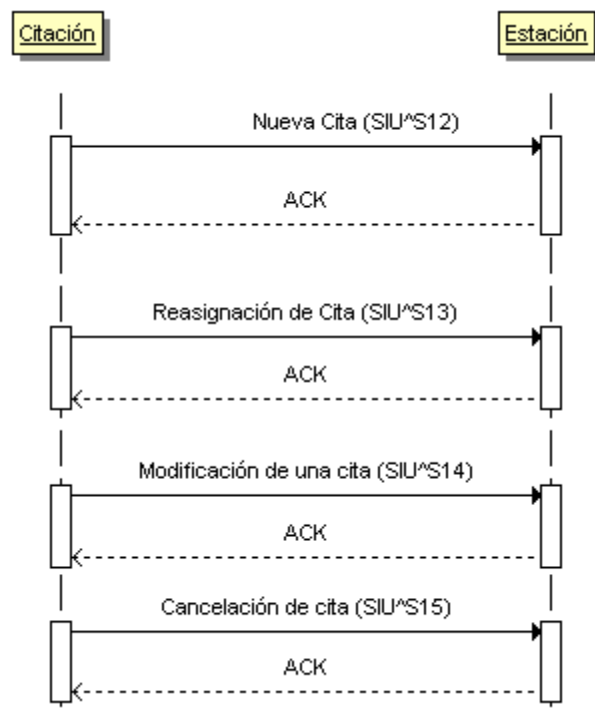 Citación
Estación
Nueva Cita (SIU^S12)
ACK
Reasignación de Cita (SIU^S13)
ACK
Modificación de una cita (SIU^S14)
ACK
Cancelación de cita (SIU^S15)
ACK